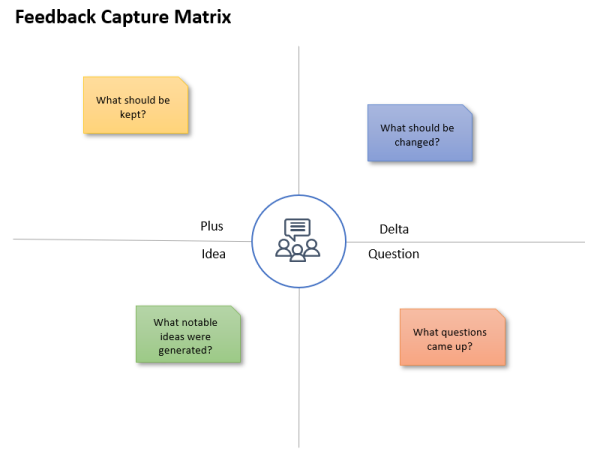 Feedback Capture Matrix
What should be
kept?
What should be
changed?
Plus
Delta
Idea
Question
What notable
ideas were
generated?
What questions
came up?